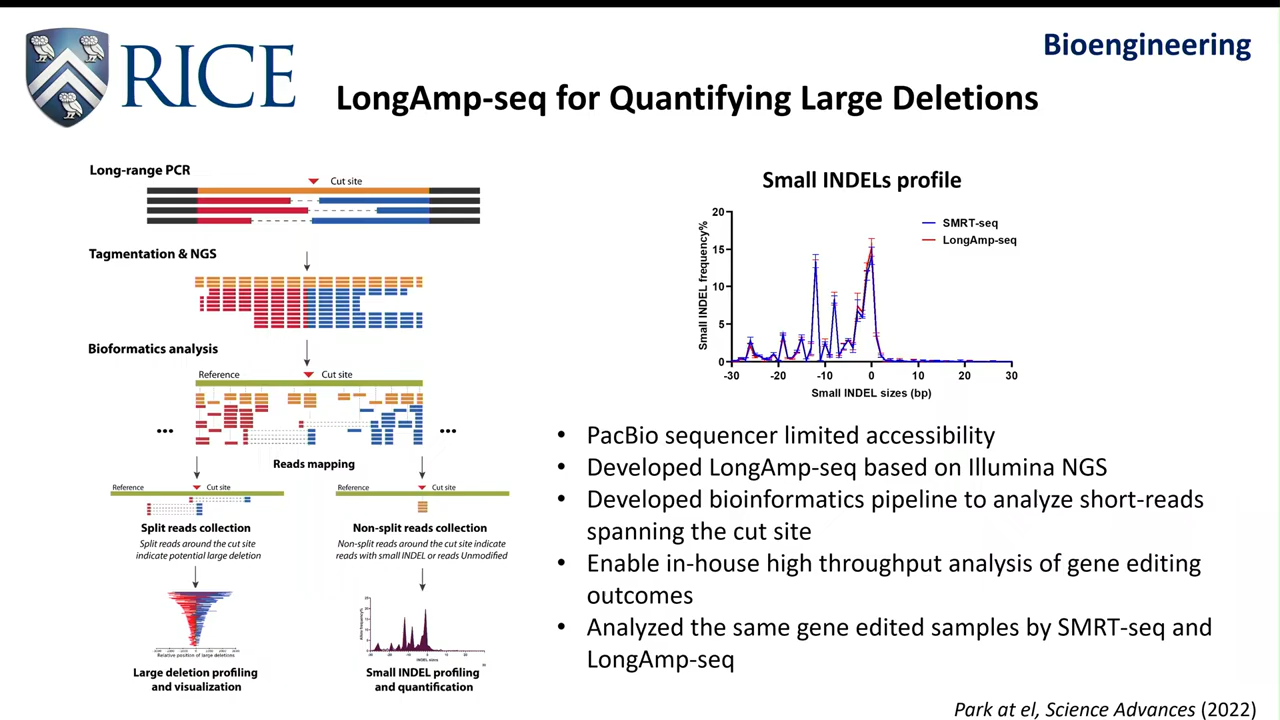 RICE
Bioengineering
LongAmp-seq for Quantifying Large Deletions
Long-range PCR
Cut site
Tagmentation & NGS
Bioformatics analysis
Reference
Cut site
•••
•••
Reads mapping
Reference
Cut site
Reference
Cut site
Split reads collection
Split reads around the cut site
indicate potential large deletion
Non-split reads collection
Non-split reads around the cut site indicate
reads with small INDEL or reads Unmodified
Relative position of large deletions
INDEL sizes
Large deletion profiling
and visualization
Small INDEL profiling
and quantification
Small INDELs profile
Small INDEL frequency%
20
15
10
5
0
SMRT-seq
LongAmp-seq
-30
-20
-10
0
10
20
30
Small INDEL sizes (bp)
• PacBio sequencer limited accessibility
• Developed LongAmp-seq based on Illumina NGS
• Developed bioinformatics pipeline to analyze short-reads
spanning the cut site
• Enable in-house high throughput analysis of gene editing
outcomes
• Analyzed the same gene edited samples by SMRT-seq and
LongAmp-seq
Park at el, Science Advances (2022)